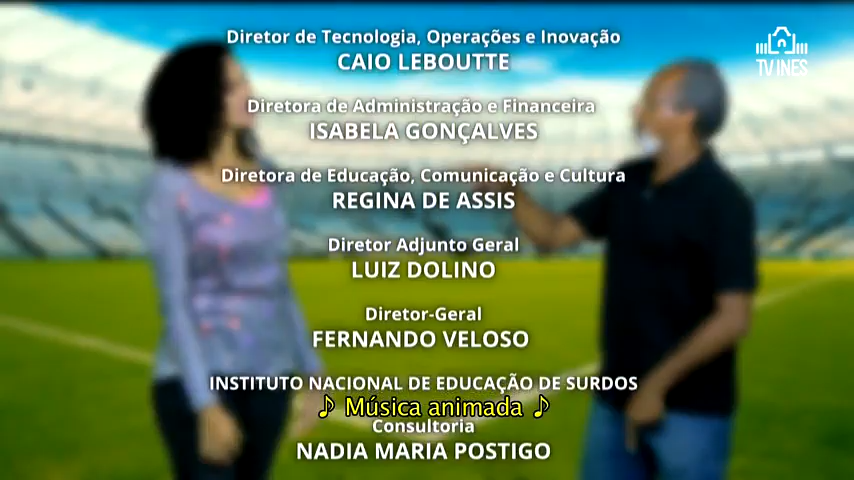 Diretor de Tecnologia, Operações e Inovação
CAIO LEBOUTTE
TV INES
Diretora de Administração e Financeira
ISABELA GONÇALVES
Diretora de Educação, Comunicação e Cultura
REGINA DE ASSIS
Diretor Adjunto Geral
LUIZ DOLINO
Diretor-Geral
FERNANDO VELOSO
INSTITUTO NACIONAL DE EDUCAÇÃO DE SURDOS
♪ Música animada ♪
Consultoria
NADIA MARIA POSTIGO